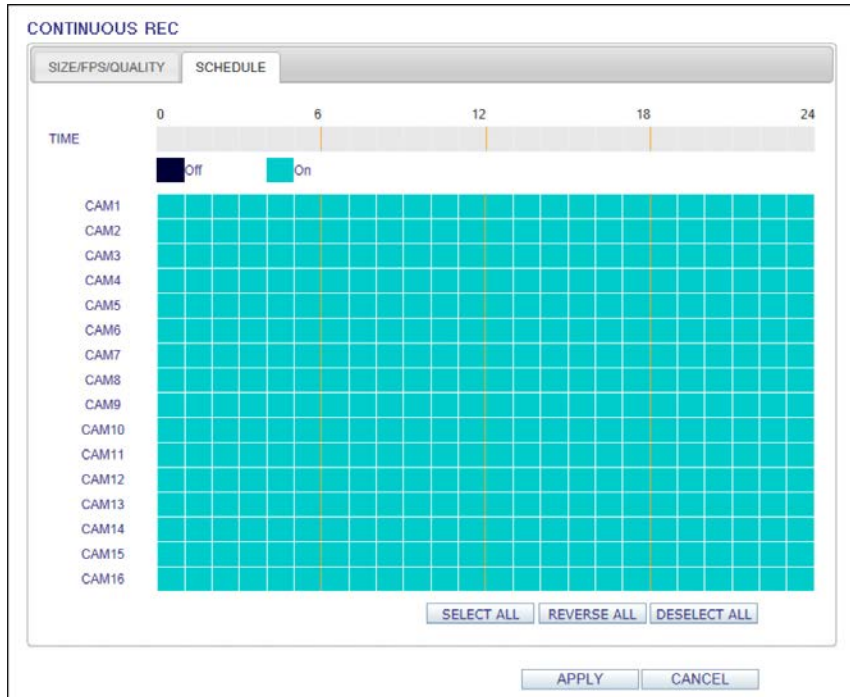 CONTINUOUS REC
SIZE/FPS/QUALITY SCHEDULE
0 6 12 18 24
TIME
Off On
CAM1
CAM2
CAM3
CAM4
CAM5
CAM6
CAM7
CAM8
CAM9
CAM10
CAM11
CAM12
CAM13
CAM14
CAM15
CAM16
SELECT ALL REVERSE ALL DESELECT ALL
APPLY CANCEL